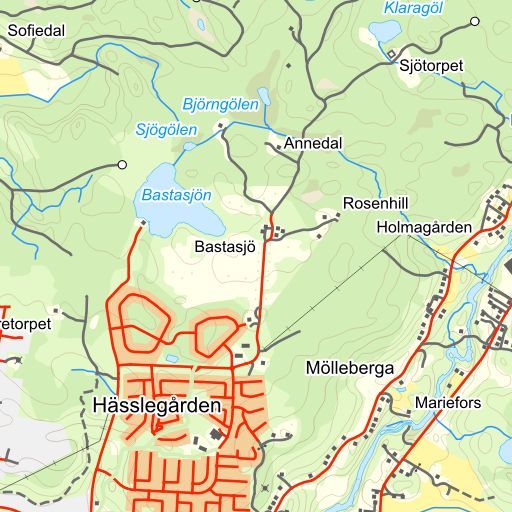 Klaragöl
Sofiedal
Sjötorpet
Björngölen
Sjögölen
Annedal
Bastasjön
Rosenhill
Holmagården
Bastasjö
retorpet
Mölleberga
Hässlegården
Mariefors